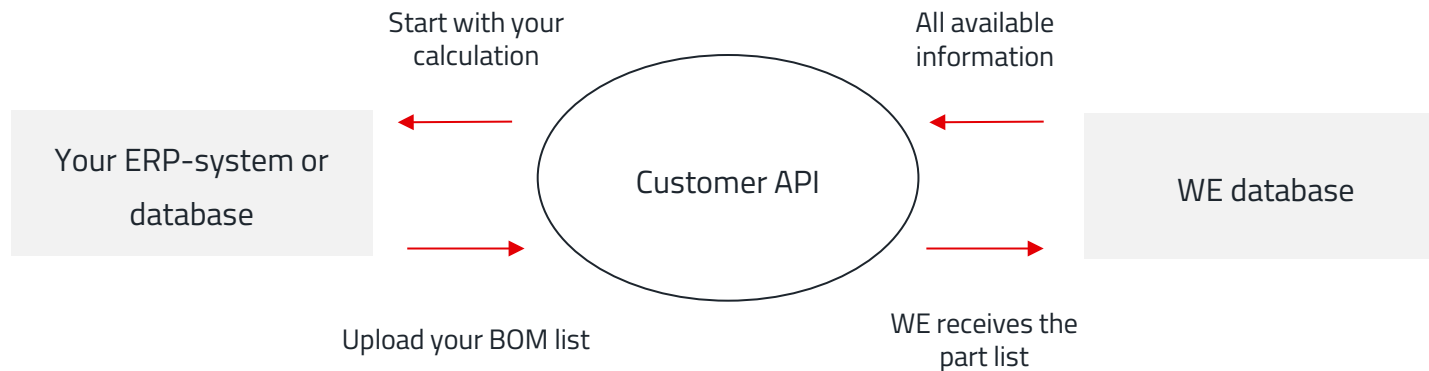 Start with your
calculation
All available
information
Your ERP-system or
database
Customer API
WE database
Upload your BOM list
WE receives the
part list